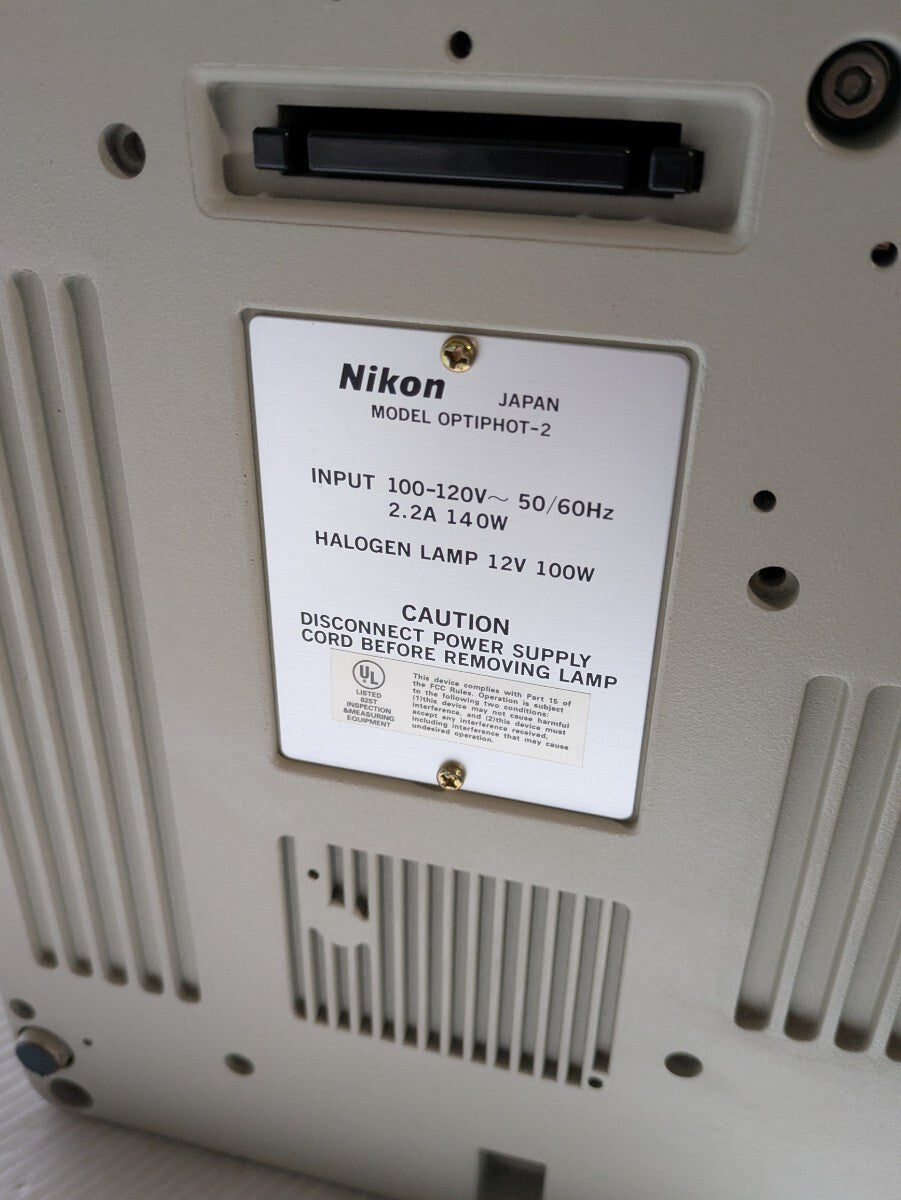 Nikon JAPAN
MODEL OPTIPHOT-2
INPUT 100-120V~ 50/60Hz
2.2A 140W
HALOGEN LAMP 12V 100W
CAUTION
DISCONNECT POWER SUPPLY
CORD BEFORE REMOVING LAMP
UL
LISTED
625T
INSPECTION
&MEASURING
EQUIPMENT
This device complies with Part 15 of
the FCC Rules. Operation is subject
to the following two conditions:
(1)this device may not cause harmful
interference, and (2)this device must
accept any interference received,
including interference that may cause
undesired operation.